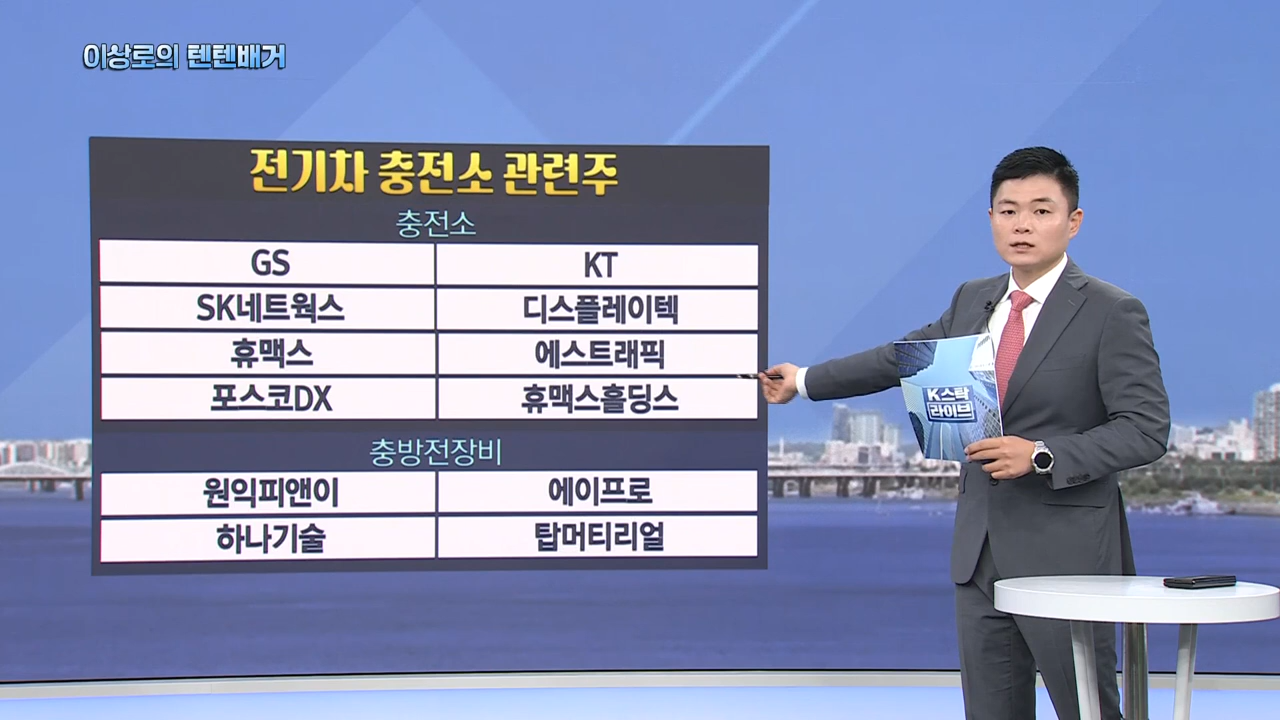 이상로의 텐텐배거
전기차 충전소 관련주
충전소
GS KT
SK네트웍스 디스플레이텍
휴맥스 에스트래픽
포스코DX 휴맥스홀딩스
충방전장비
원익피앤이 에이프로
하나기술 탑머티리얼
K스탁
라이브